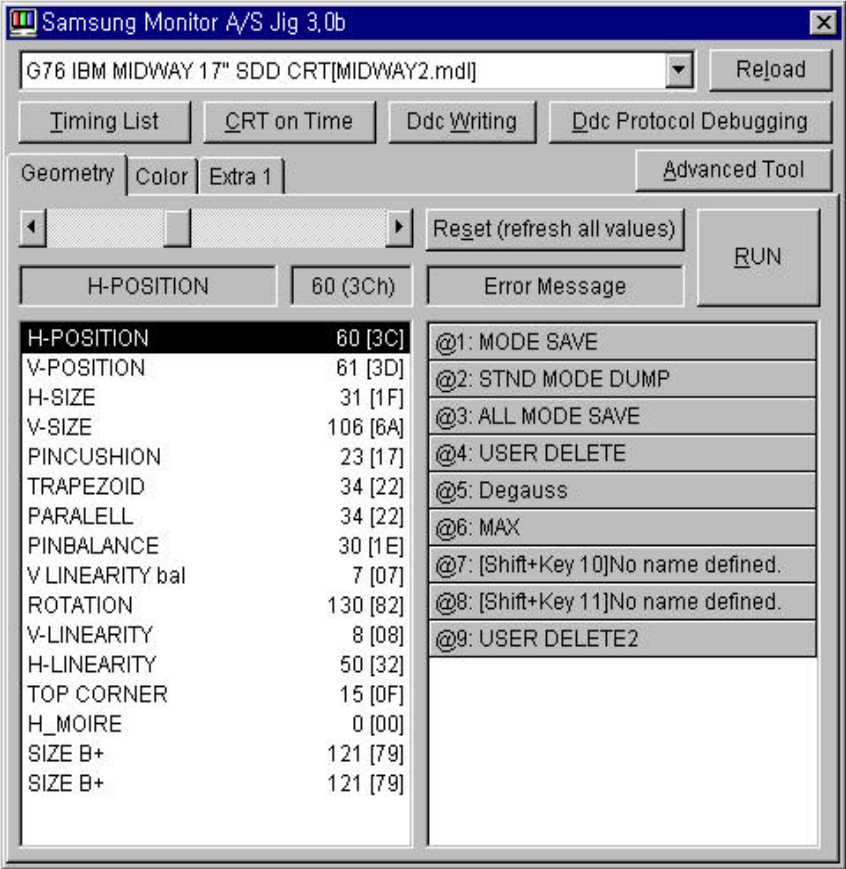 Samsung Monitor A/S Jig 3,0b
G76 IBM MIDWAY 17" SDD CRT[MIDWAY2.mdl]
Reload
Timing List
CRT on Time
Ddc Writing
Ddc Protocol Debugging
Geometry
Color
Extra 1
Advanced Tool
Reset (refresh all values)
RUN
H-POSITION
60 (3Ch)
Error Message
H-POSITION 60 [3C]
V-POSITION 61 [3D]
H-SIZE 31 [1F]
V-SIZE 106 [6A]
PINCUSHION 23 [17]
TRAPEZOID 34 [22]
PARALELL 34 [22]
PINBALANCE 30 [1E]
V LINEARITY bal 7 [07]
ROTATION 130 [82]
V-LINEARITY 8 [08]
H-LINEARITY 50 [32]
TOP CORNER 15 [0F]
H_MOIRE 0 [00]
SIZE B+ 121 [79]
SIZE B+ 121 [79]
@1: MODE SAVE
@2: STND MODE DUMP
@3: ALL MODE SAVE
@4: USER DELETE
@5: Degauss
@6: MAX
@7: [Shift+Key 10]No name defined.
@8: [Shift+Key 11]No name defined.
@9: USER DELETE2